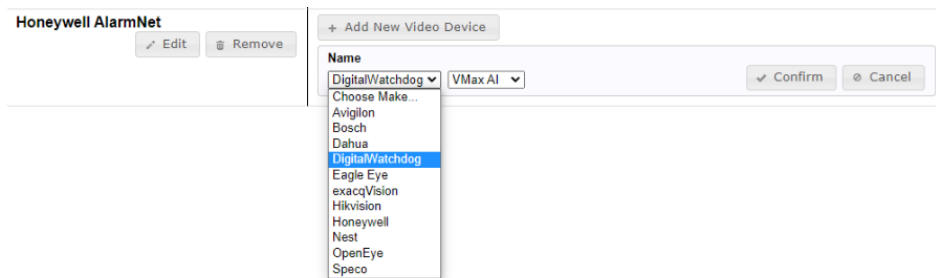 Honeywell AlarmNet
Edit Remove
+ Add New Video Device
Name
DigitalWatchdog VMax AI
Confirm Cancel
Choose Make...
Avigilon
Bosch
Dahua
DigitalWatchdog
Eagle Eye
exacqVision
Hikvision
Honeywell
Nest
OpenEye
Speco